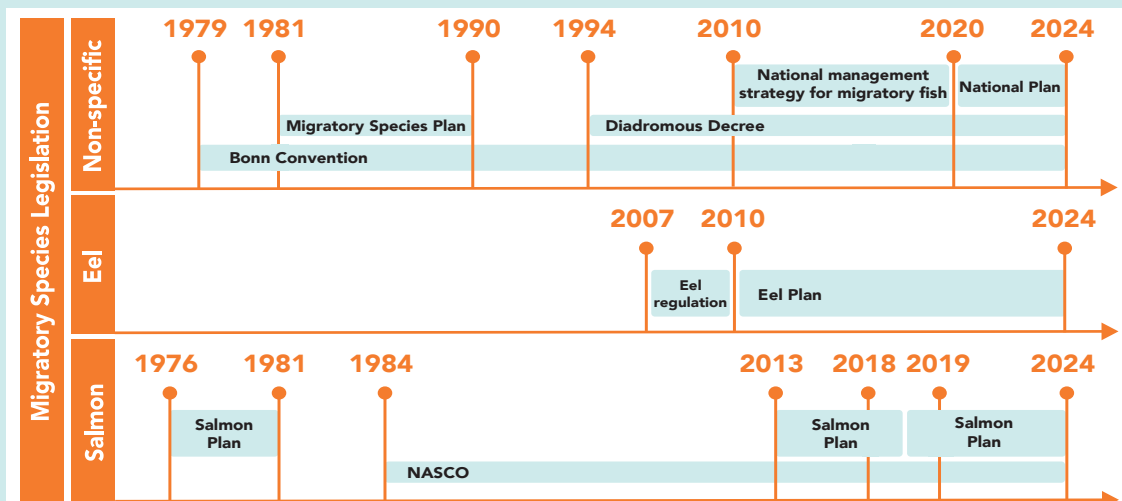 Migratory Species Legislation
Non-specific
1979 1981 1990 1994 2010 2020 2024
National management
strategy for migratory fish
National Plan
Migratory Species Plan
Diadromous Decree
Bonn Convention
Eel
2007 2010 2024
Eel
regulation
Eel Plan
Salmon
1976 1981 1984 2013 2018 2019 2024
Salmon
Plan
Salmon
Plan
Salmon
Plan
NASCO